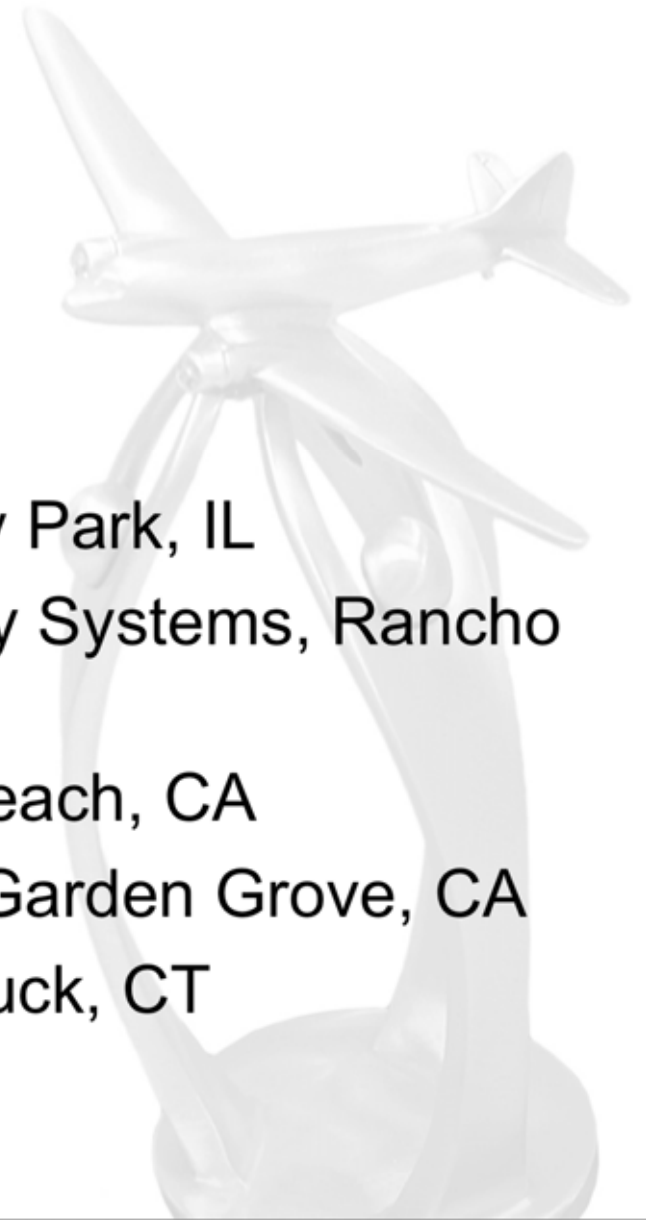 y Park, IL
y Systems, Rancho
each, CA
Garden Grove, CA
uck, CT